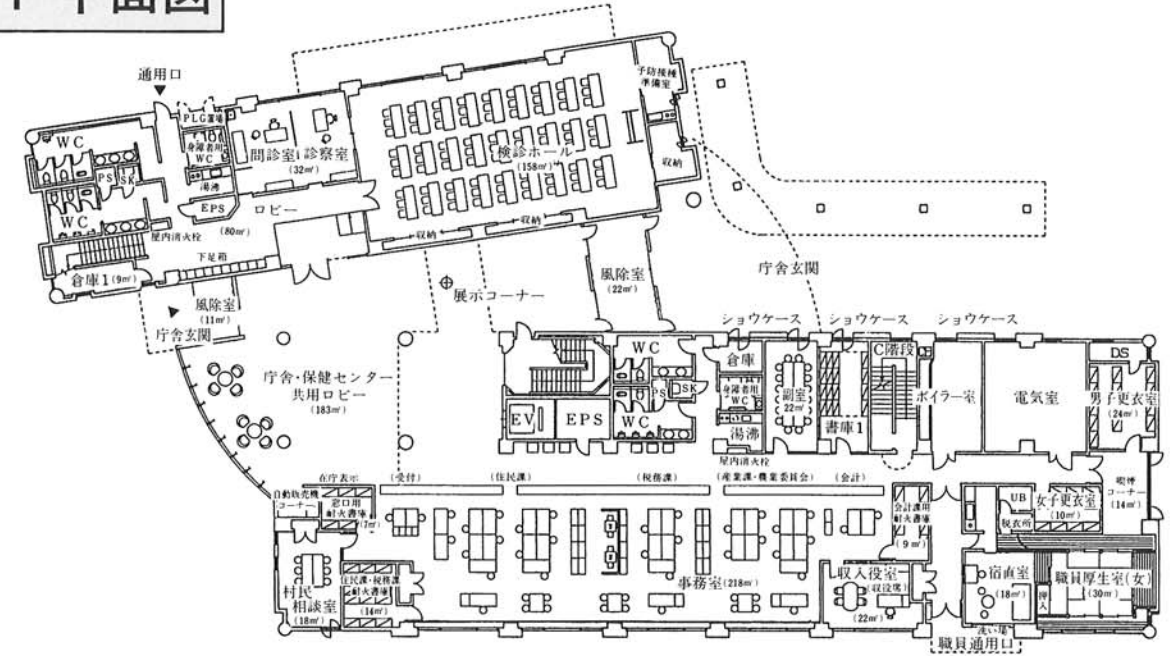 平面図
通用口
PLG置場
WC
身障者用
WC
PS
SK
湯沸
WC
EPS
問診室
診察室
(32㎡)
ロビー
(80㎡)
検診ホール
(158㎡)
予防接種
準備室
収納
収納
収納
屋内消火栓
下足箱
倉庫1(9㎡)
風除室
(11㎡)
庁舎玄関
展示コーナー
風除室
(22㎡)
庁舎玄関
ショウケース
ショウケース
ショウケース
庁舎・保健センター
共用ロビー
(183㎡)
EV
EPS
WC
PS
SK
WC
倉庫
身障者用
WC
湯沸
屋内消火栓
副室
22㎡
書庫1
C階段
ボイラー室
電気室
DS
男子更衣室
(24㎡)
在庁表示
(受付)
(住民課)
(税務課)
(産業課・農業委員会)
(会計)
自動販売機
コーナー
窓口用
耐火書庫
(7㎡)
会計課用
耐火書庫
(9㎡)
UB
脱衣所
女子更衣室
(10㎡)
喫煙
コーナー
(14㎡)
村民
相談室
(18㎡)
住民課・税務課
耐火書庫
(14㎡)
事務室(218㎡)
収入役室
(収役席)
(22㎡)
宿直室
(18㎡)
押入
職員厚生室(女)
(30㎡)
洗い場
職員通用口